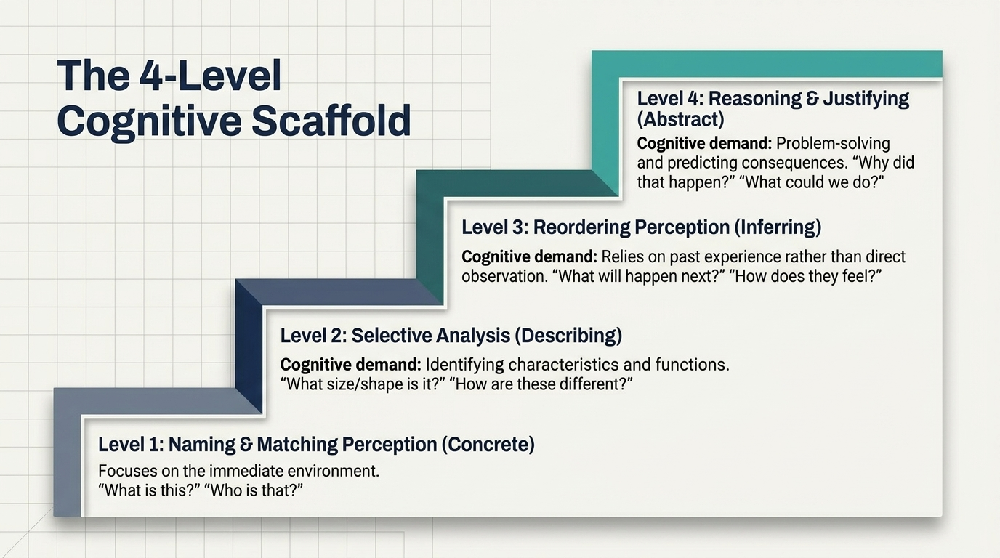 The 4-Level
Cognitive Scaffold
Level 4: Reasoning & Justifying
(Abstract)
Cognitive demand: Problem-solving
and predicting consequences. “Why did
that happen?” “What could we do?"
Level 3: Reordering Perception (Inferring)
Cognitive demand: Relies on past experience rather than direct
observation. “What will happen next?” “How does they feel?”
Level 2: Selective Analysis (Describing)
Cognitive demand: Identifying characteristics and functions.
“What size/shape is it?” “How are these different?”
Level 1: Naming & Matching Perception (Concrete)
Focuses on the immediate environment.
“What is this?” “Who is that?”